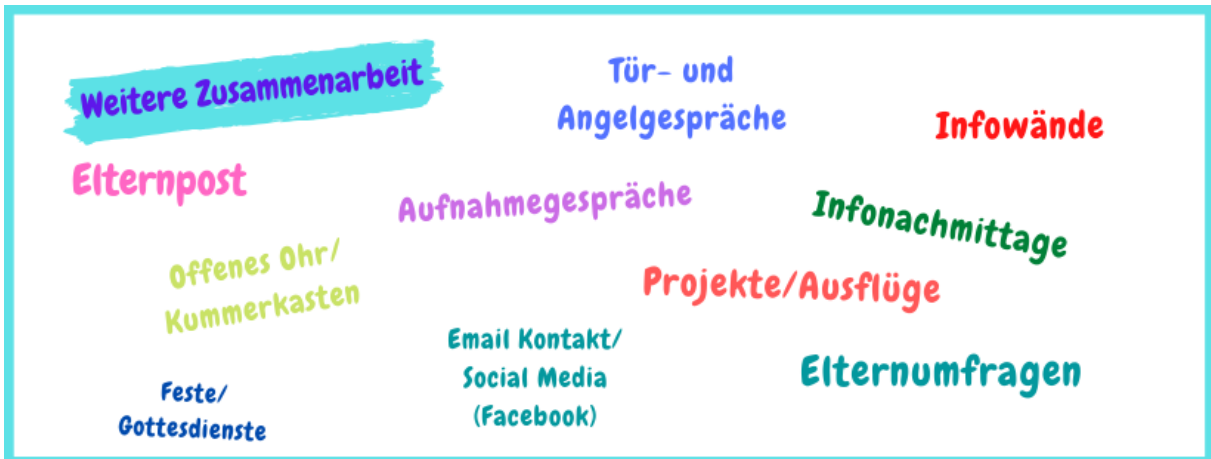 Weitere Zusammenarbeit
Tür- und
Angelgespräche
Infowände
Elternpost
Aufnahmegespräche
Infonachmittage
Offenes Ohr/
Kummerkasten
Projekte/Ausflüge
Email Kontakt/
Social Media
(Facebook)
Elternumfragen
Feste/
Gottesdienste